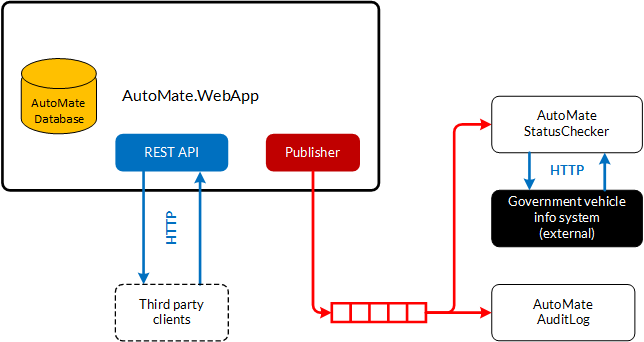 AutoMate
Database
AutoMate.WebApp
REST API
Publisher
HTTP
Third party
clients
AutoMate
StatusChecker
HTTP
Government vehicle
info system
(external)
AutoMate
AuditLog